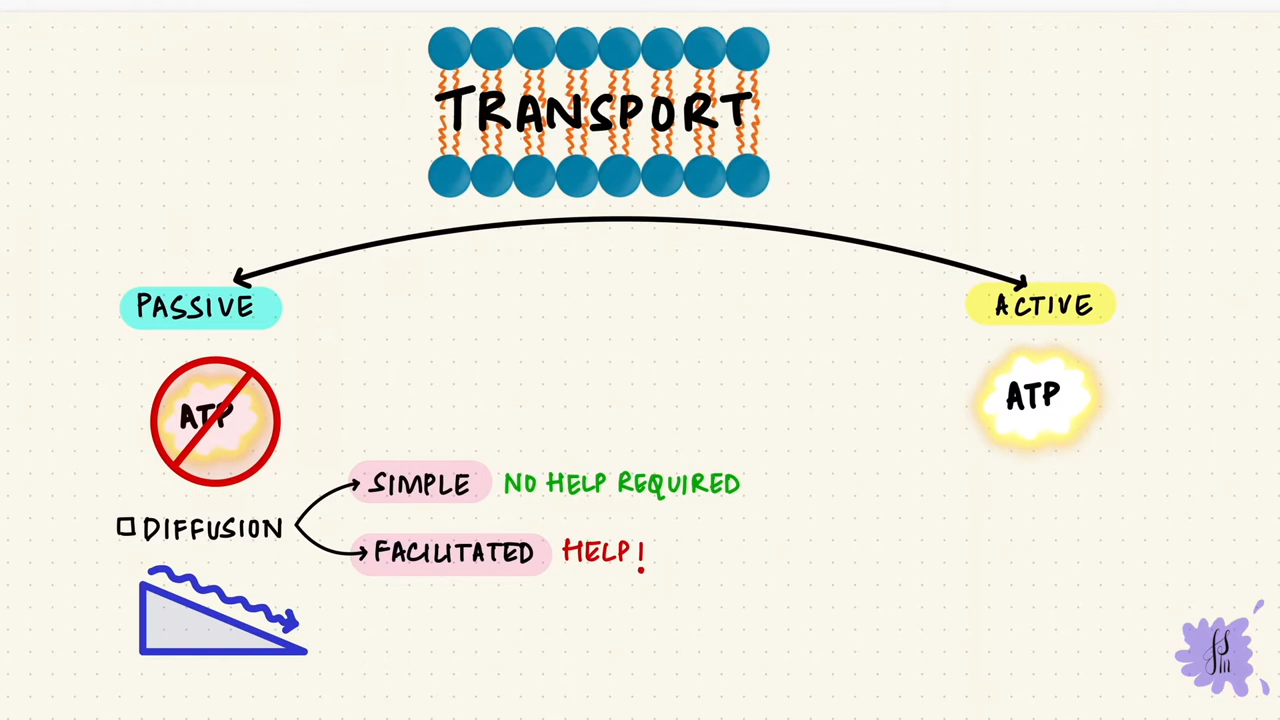 TRANSPORT
PASSIVE
ACTIVE
ATP
ATP
SIMPLE NO HELP REQUIRED
DIFFUSION
FACILITATED HELP!